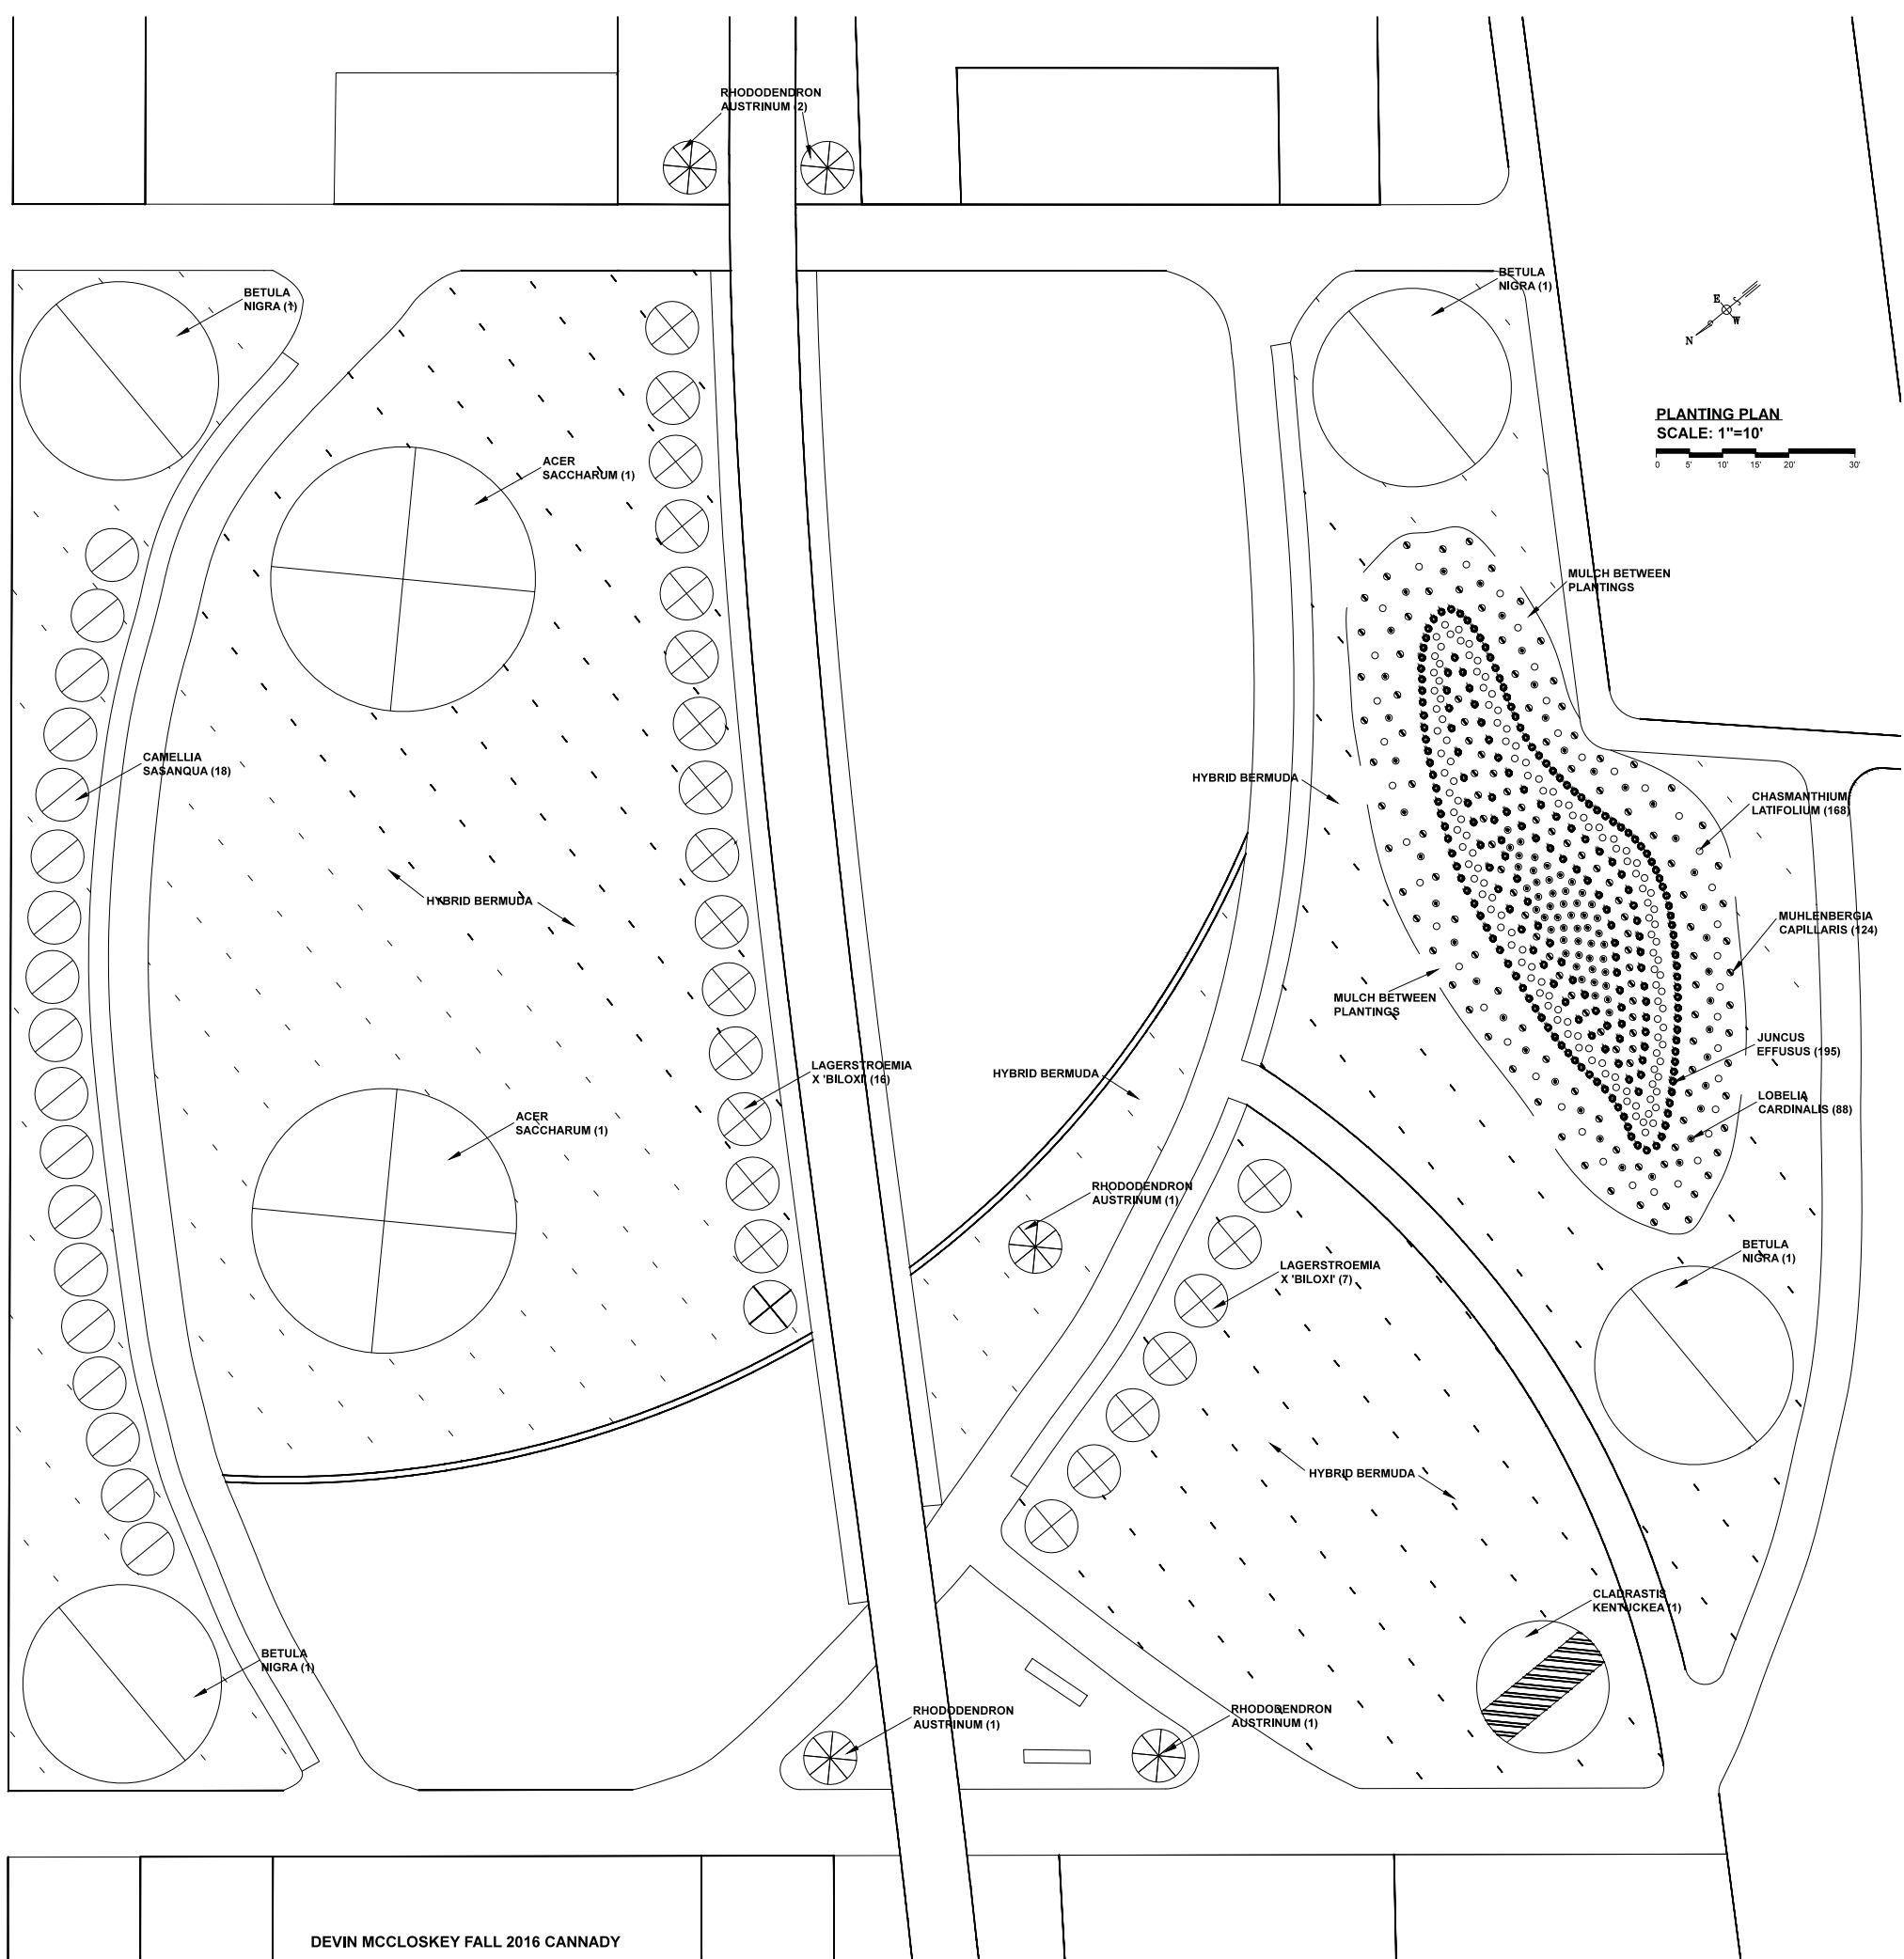 RHODODENDRON
AUSTRINUM (2)
BETULA
NIGRA (1)
BETULA
NIGRA (1)
E
S
W
N
PLANTING PLAN
SCALE: 1"=10'
0 5' 10' 15' 20' 30'
ACER
SACCHARUM (1)
MULCH BETWEEN
PLANTINGS
CAMELLIA
SASANQUA (18)
HYBRID BERMUDA
CHASMANTHIUM
LATIFOLIUM (168)
HYBRID BERMUDA
MUHLENBERGIA
CAPILLARIS (124)
MULCH BETWEEN
PLANTINGS
JUNCUS
EFFUSUS (195)
LAGERSTROEMIA
X 'BILOXI' (16)
HYBRID BERMUDA
LOBELIA
CARDINALIS (88)
ACER
SACCHARUM (1)
RHODODENDRON
AUSTRINUM (1)
BETULA
NIGRA (1)
LAGERSTROEMIA
X 'BILOXI' (7)
HYBRID BERMUDA
CLADRASTIS
KENTUCKEA (1)
BETULA
NIGRA (1)
RHODODENDRON
AUSTRINUM (1)
RHODODENDRON
AUSTRINUM (1)
DEVIN MCCLOSKEY FALL 2016 CANNADY